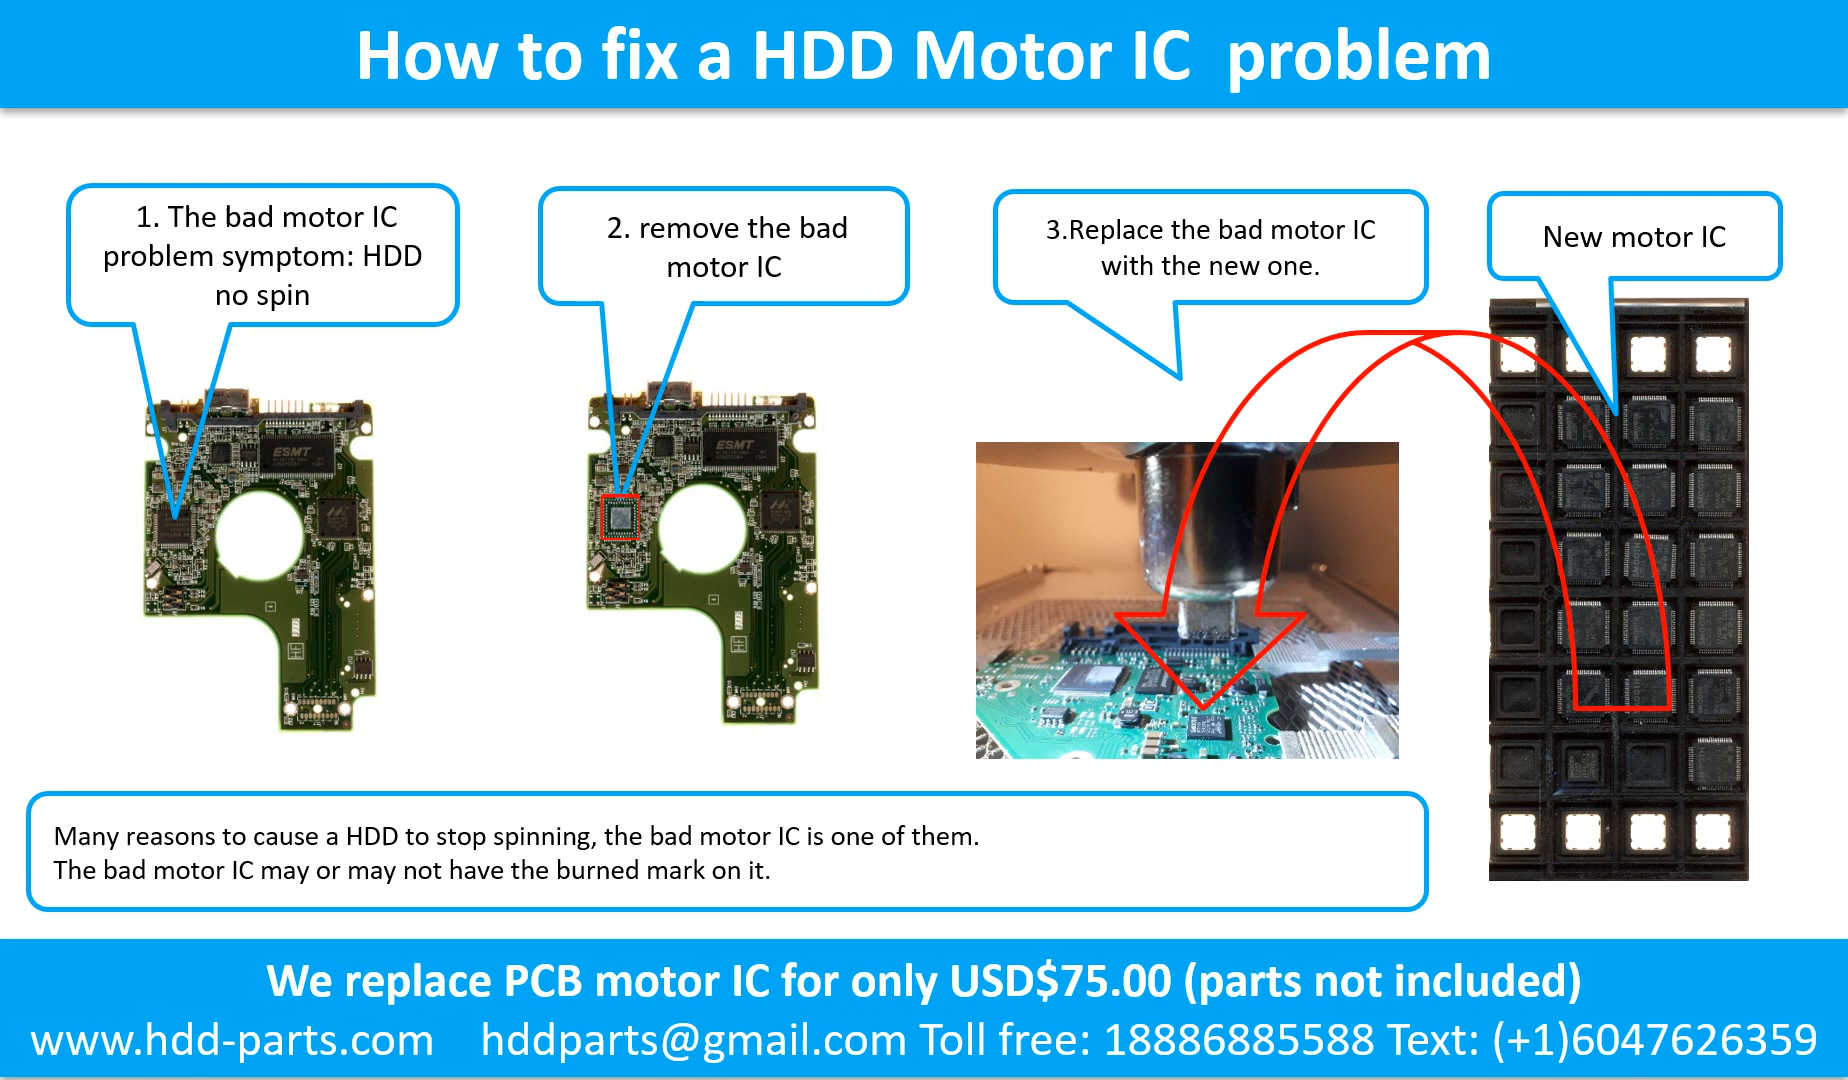 How to fix a HDD Motor IC  problem
1. The bad motor IC
problem symptom: HDD
no spin
2. remove the bad
motor IC
3.Replace the bad motor IC
with the new one.
New motor IC
ESMT
ESMT
Many reasons to cause a HDD to stop spinning, the bad motor IC is one of them.
The bad motor IC may or may not have the burned mark on it.
We replace PCB motor IC for only USD$75.00 (parts not included)
www.hdd-parts.com    hddparts@gmail.com Toll free: 18886885588 Text: (+1)6047626359